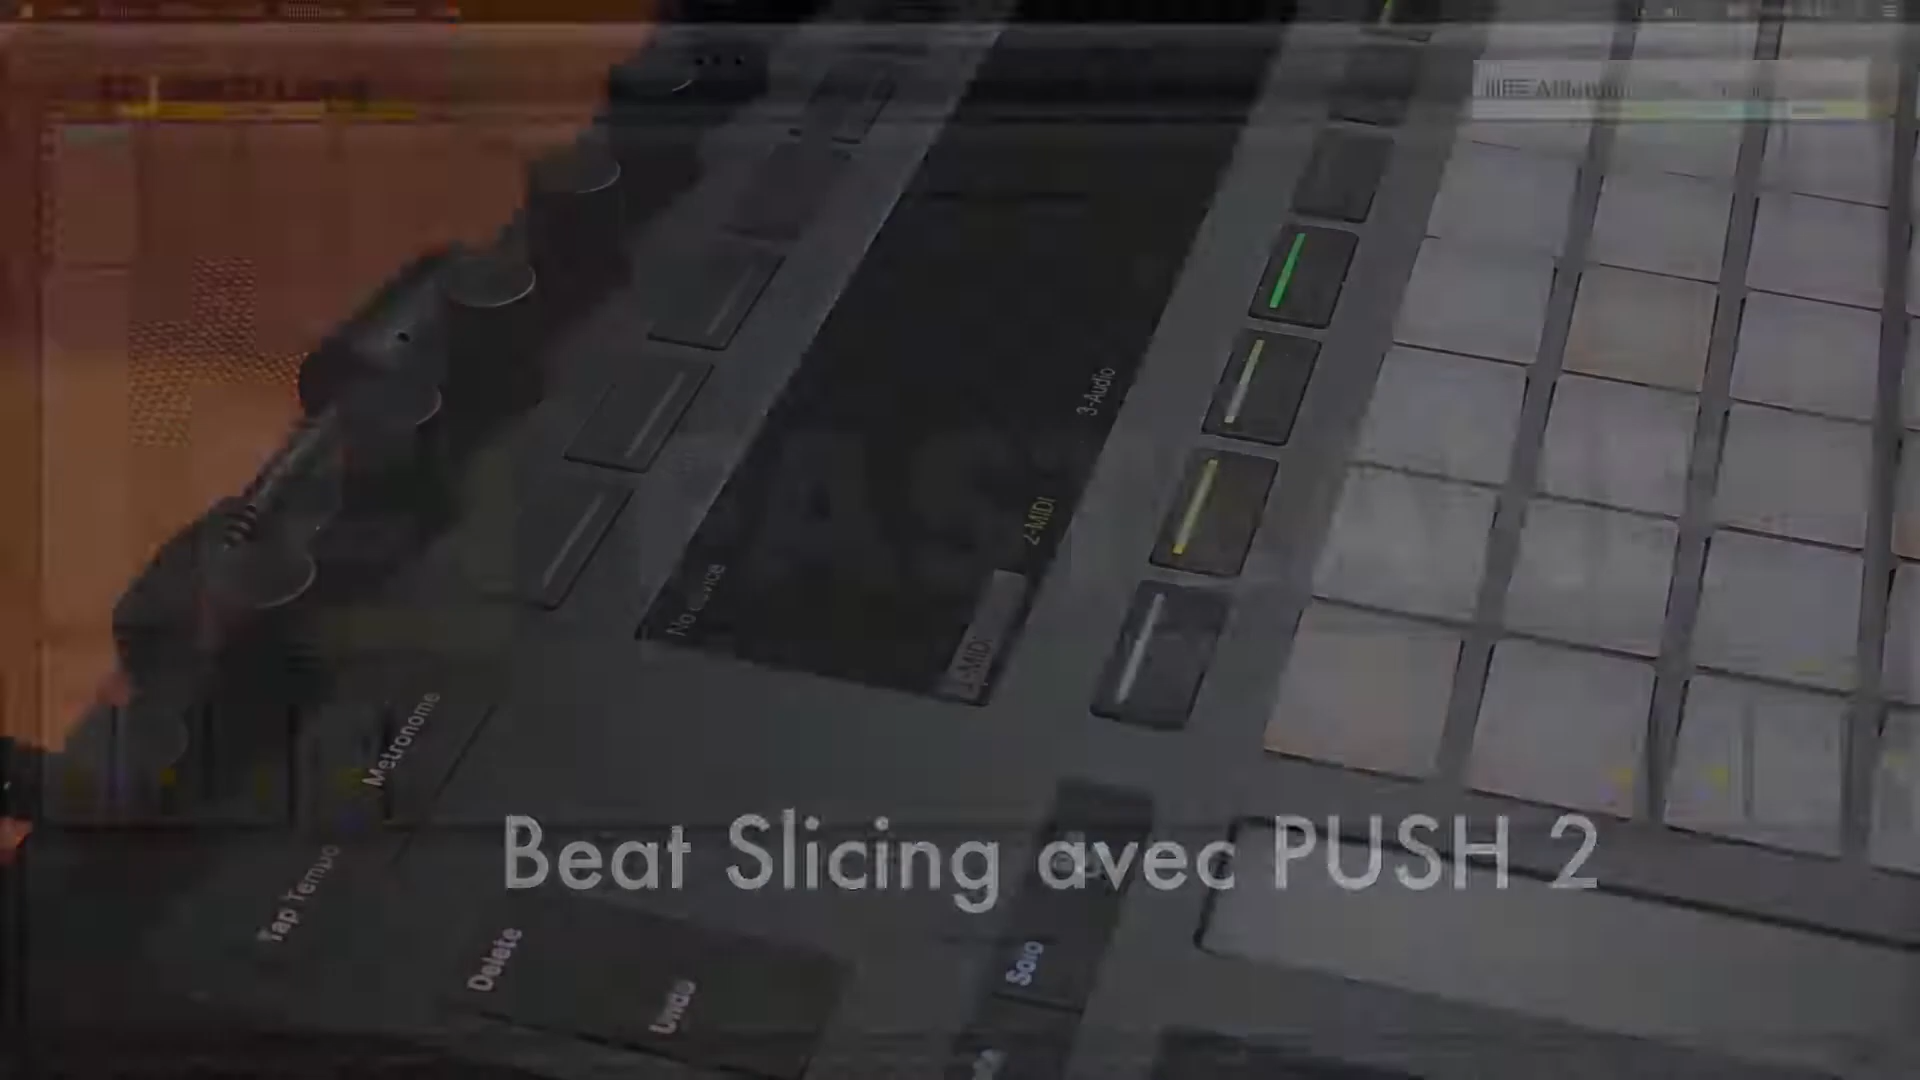 3-Audio
2-MIDI
No device
1-MIDI
Metronome
Beat Slicing avec PUSH 2
Tap Tempo
Delete
Solo
Undo